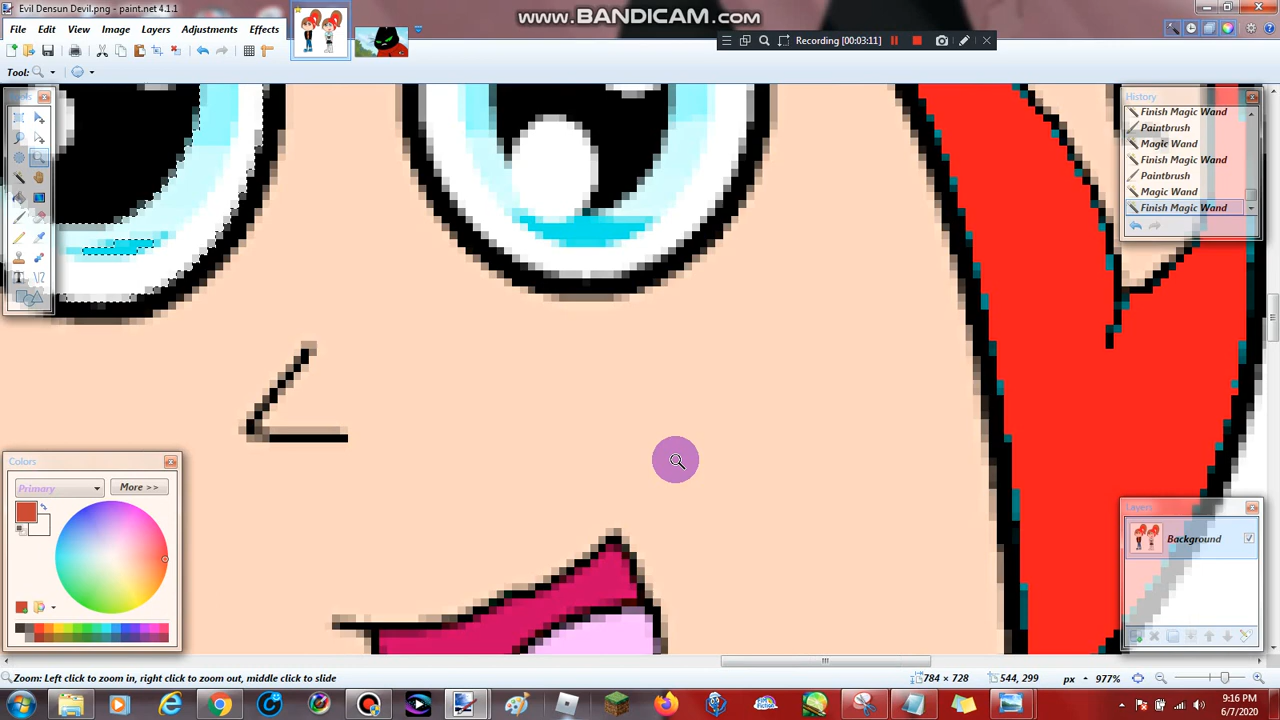 Evil Densun Devil.png - paint.net 4.1.1
www.BANDICAM.com
File Edit View Image Layers Adjustments Effects
Recording [00:03:11]
Tool:
Tools
History
Finish Magic Wand
Paintbrush
Magic Wand
Finish Magic Wand
Paintbrush
Magic Wand
Finish Magic Wand
Colors
Primary
More >>
Layers
Background
Zoom: Left click to zoom in, right click to zoom out, middle click to slide
784 × 728
544, 299
px
977%
9:16 PM
6/7/2020